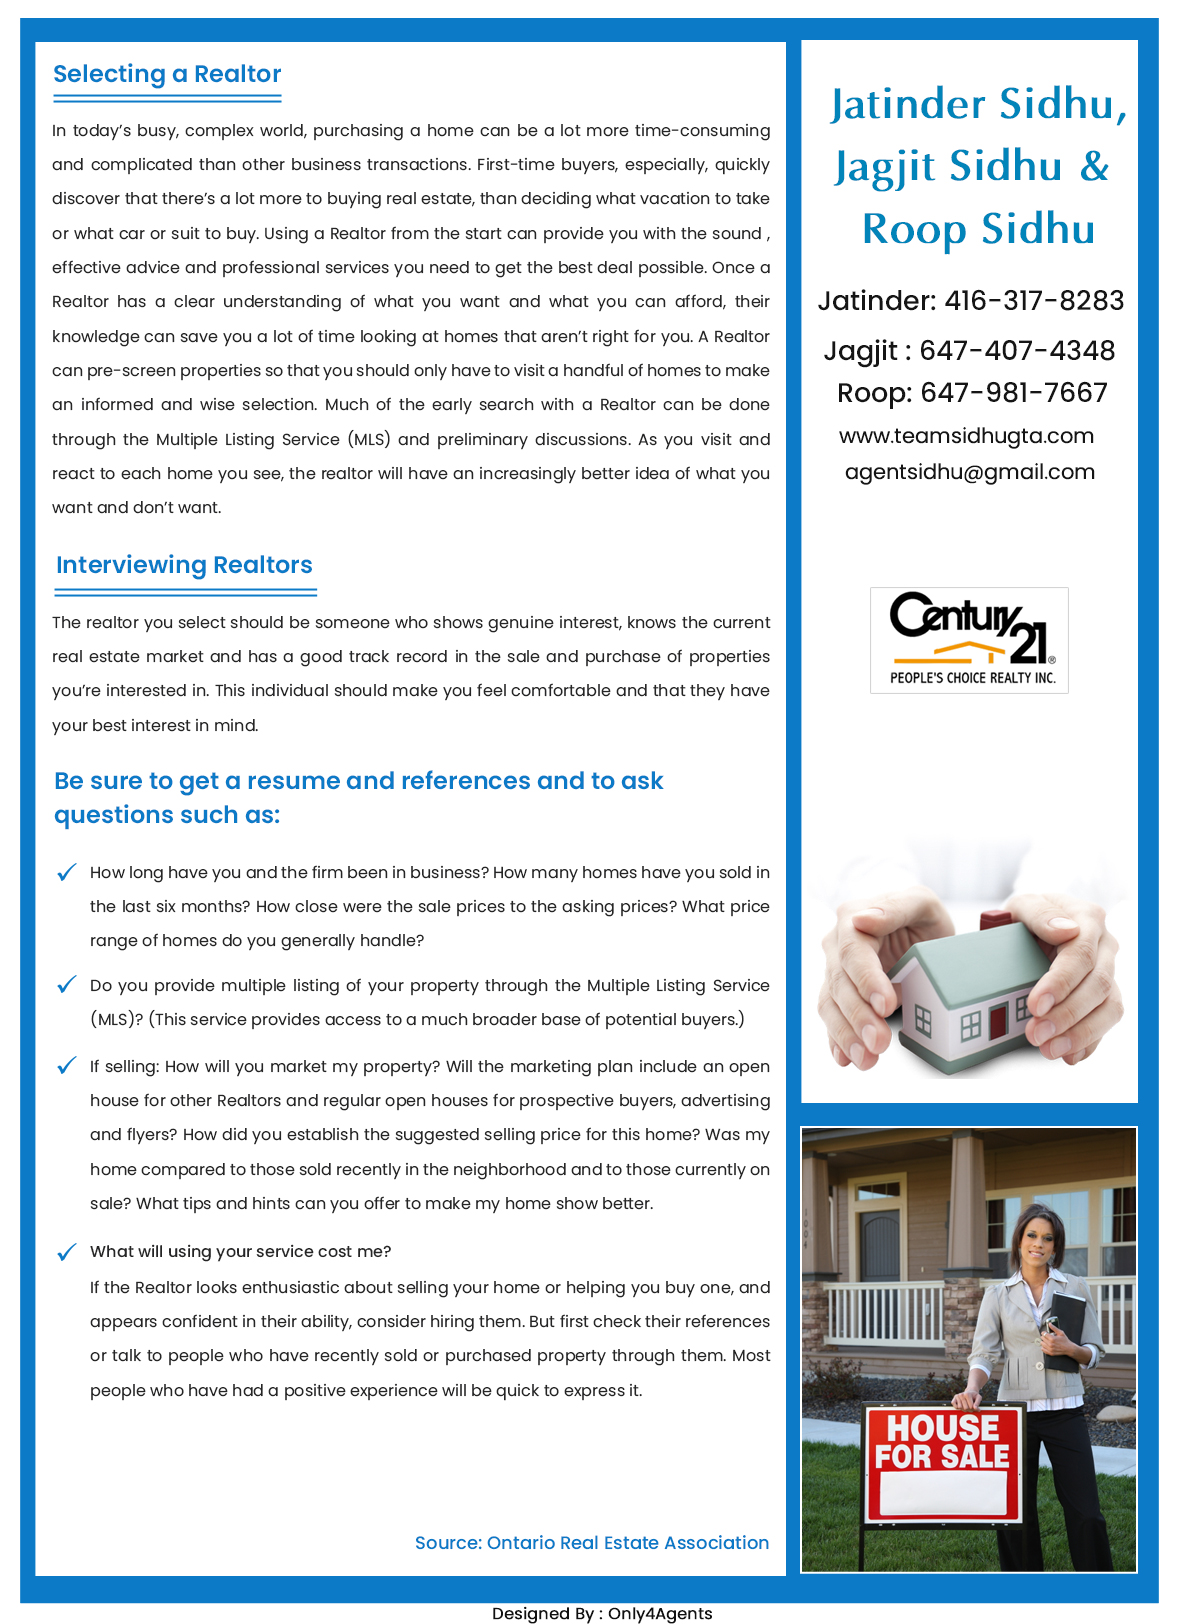 Selecting a Realtor
In today’s busy, complex world, purchasing a home can be a lot more time-consuming
and complicated than other business transactions. First-time buyers, especially, quickly
discover that there’s a lot more to buying real estate, than deciding what vacation to take
or what car or suit to buy. Using a Realtor from the start can provide you with the sound ,
effective advice and professional services you need to get the best deal possible. Once a
Realtor has a clear understanding of what you want and what you can afford, their
knowledge can save you a lot of time looking at homes that aren’t right for you. A Realtor
can pre-screen properties so that you should only have to visit a handful of homes to make
an informed and wise selection. Much of the early search with a Realtor can be done
through the Multiple Listing Service (MLS) and preliminary discussions. As you visit and
react to each home you see, the realtor will have an increasingly better idea of what you
want and don’t want.
Interviewing Realtors
The realtor you select should be someone who shows genuine interest, knows the current
real estate market and has a good track record in the sale and purchase of properties
you’re interested in. This individual should make you feel comfortable and that they have
your best interest in mind.
Be sure to get a resume and references and to ask
questions such as:
How long have you and the firm been in business? How many homes have you sold in
the last six months? How close were the sale prices to the asking prices? What price
range of homes do you generally handle?
Do you provide multiple listing of your property through the Multiple Listing Service
(MLS)? (This service provides access to a much broader base of potential buyers.)
If selling: How will you market my property? Will the marketing plan include an open
house for other Realtors and regular open houses for prospective buyers, advertising
and flyers? How did you establish the suggested selling price for this home? Was my
home compared to those sold recently in the neighborhood and to those currently on
sale? What tips and hints can you offer to make my home show better.
What will using your service cost me?
If the Realtor looks enthusiastic about selling your home or helping you buy one, and
appears confident in their ability, consider hiring them. But first check their references
or talk to people who have recently sold or purchased property through them. Most
people who have had a positive experience will be quick to express it.
Source: Ontario Real Estate Association
Jatinder Sidhu,
Jagjit Sidhu &
Roop Sidhu
Jatinder: 416-317-8283
Jagjit : 647-407-4348
Roop: 647-981-7667
www.teamsidhugta.com
agentsidhu@gmail.com
Century
21®
PEOPLE'S CHOICE REALTY INC.
1004
HOUSE
FOR SALE
Designed By : Only4Agents